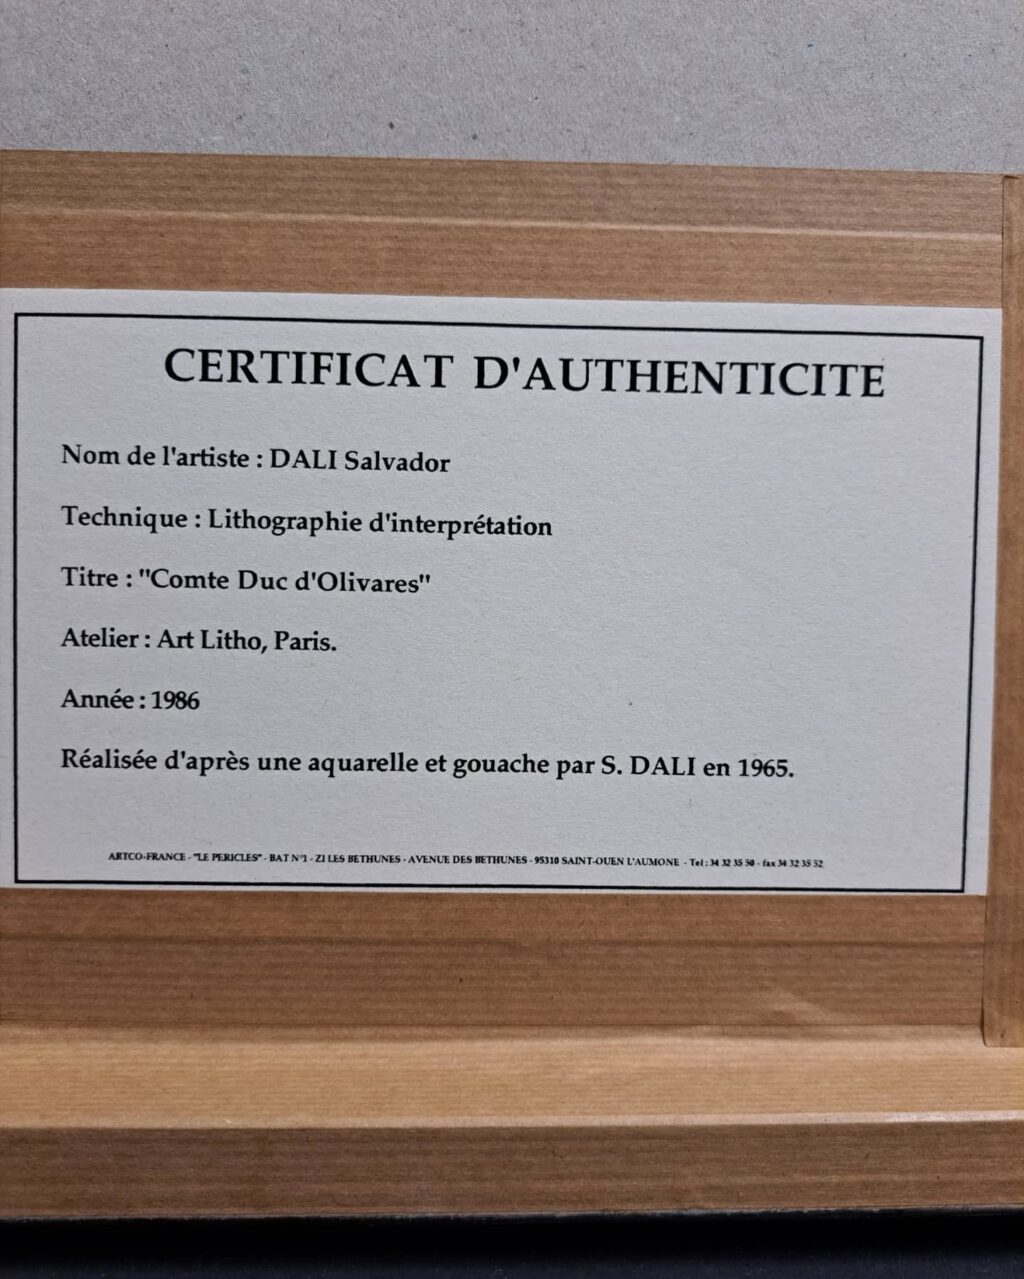 CERTIFICAT D'AUTHENTICITE
Nom de l'artiste : DALI Salvador
Technique : Lithographie d'interprétation
Titre : "Comte Duc d'Olivares"
Atelier : Art Litho, Paris.
Année : 1986
Réalisée d'après une aquarelle et gouache par S. DALI en 1965.
ARTCO-FRANCE - "LE PERICLES" - BAT N°1 - ZI LES BETHUNES - AVENUE DES BETHUNES - 95310 SAINT-OUEN L'AUMONE - Tel : 34 32 35 50 - fax 34 32 35 52